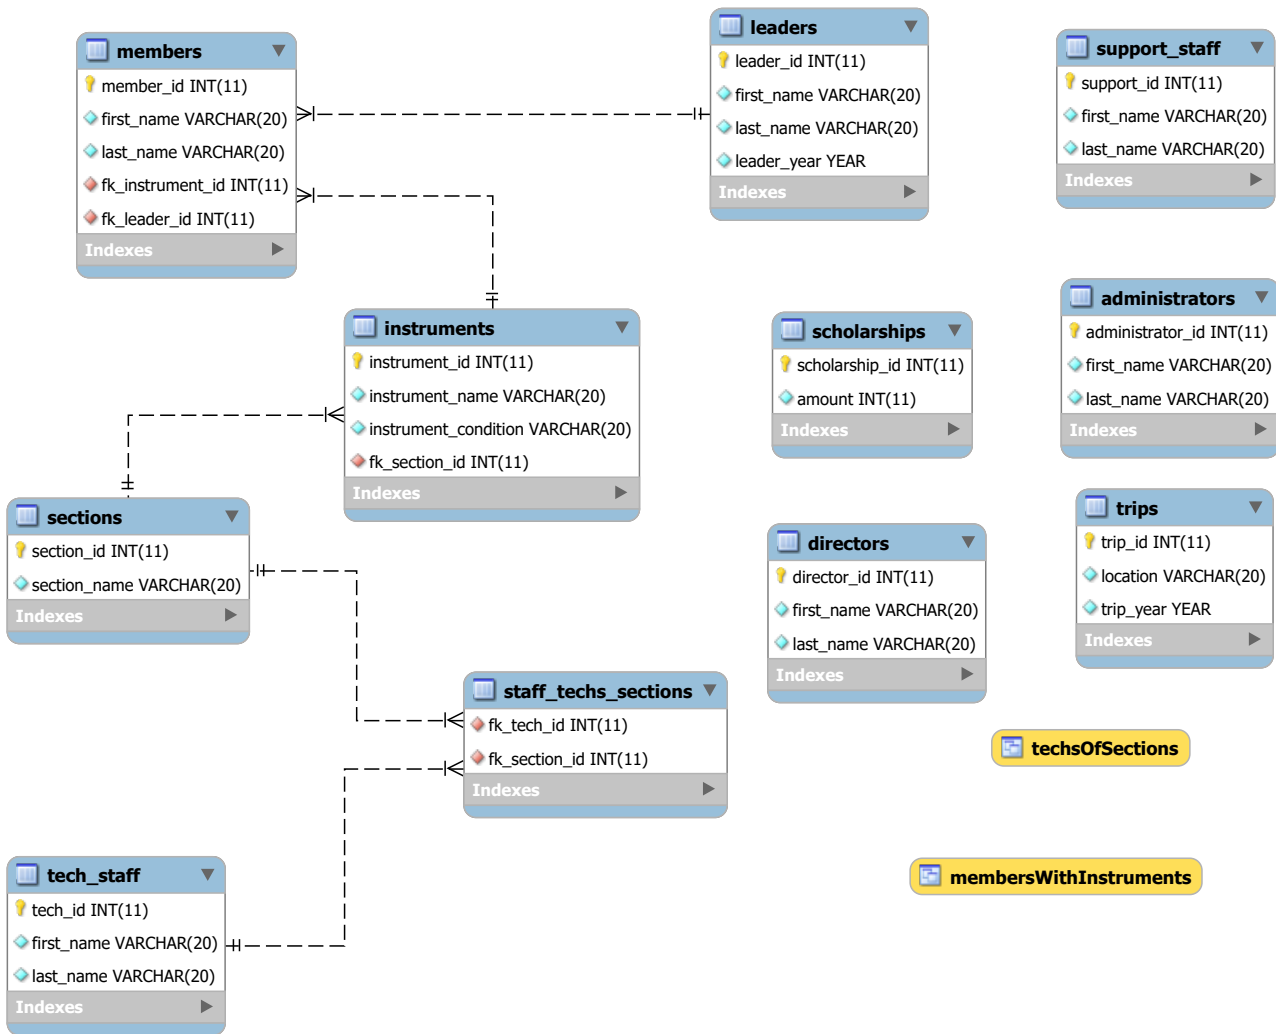 members
member_id INT(11)
first_name VARCHAR(20)
last_name VARCHAR(20)
fk_instrument_id INT(11)
fk_leader_id INT(11)
Indexes
leaders
leader_id INT(11)
first_name VARCHAR(20)
last_name VARCHAR(20)
leader_year YEAR
Indexes
support_staff
support_id INT(11)
first_name VARCHAR(20)
last_name VARCHAR(20)
Indexes
instruments
instrument_id INT(11)
instrument_name VARCHAR(20)
instrument_condition VARCHAR(20)
fk_section_id INT(11)
Indexes
scholarships
scholarship_id INT(11)
amount INT(11)
Indexes
administrators
administrator_id INT(11)
first_name VARCHAR(20)
last_name VARCHAR(20)
Indexes
sections
section_id INT(11)
section_name VARCHAR(20)
Indexes
directors
director_id INT(11)
first_name VARCHAR(20)
last_name VARCHAR(20)
Indexes
trips
trip_id INT(11)
location VARCHAR(20)
trip_year YEAR
Indexes
staff_techs_sections
fk_tech_id INT(11)
fk_section_id INT(11)
Indexes
techsOfSections
tech_staff
tech_id INT(11)
first_name VARCHAR(20)
last_name VARCHAR(20)
Indexes
membersWithInstruments